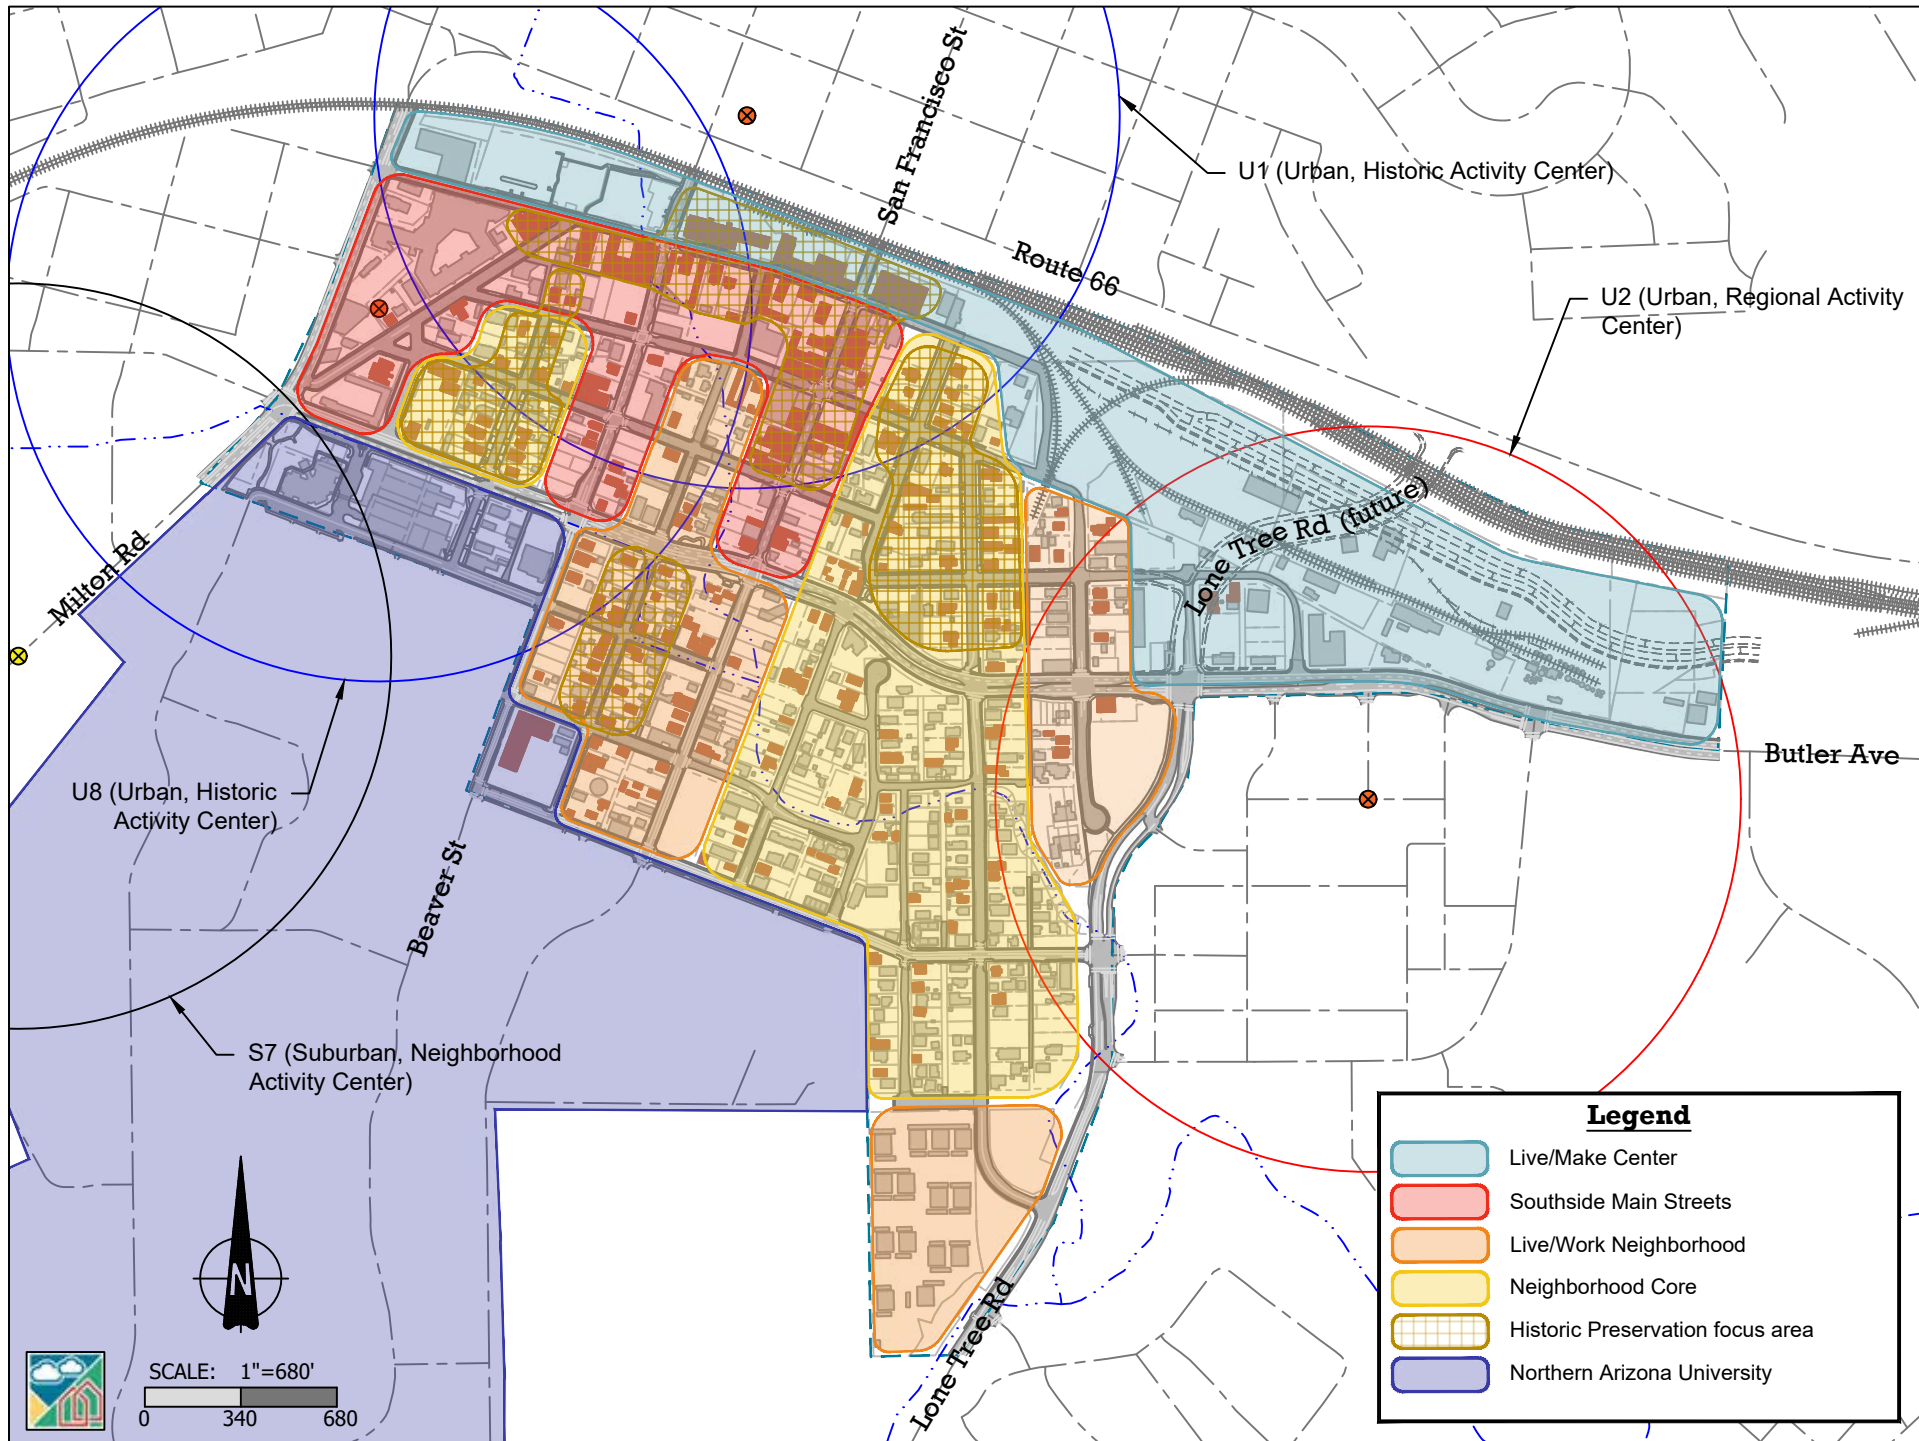 San Francisco St
U1 (Urban, Historic Activity Center)
Route 66
U2 (Urban, Regional Activity
Center)
Lone Tree Rd (future)
Milton Rd
Butler Ave
U8 (Urban, Historic
Activity Center)
Beaver St
S7 (Suburban, Neighborhood
Activity Center)
Lone Tree Rd
N
SCALE: 1"=680'
0 340 680
Legend
Live/Make Center
Southside Main Streets
Live/Work Neighborhood
Neighborhood Core
Historic Preservation focus area
Northern Arizona University